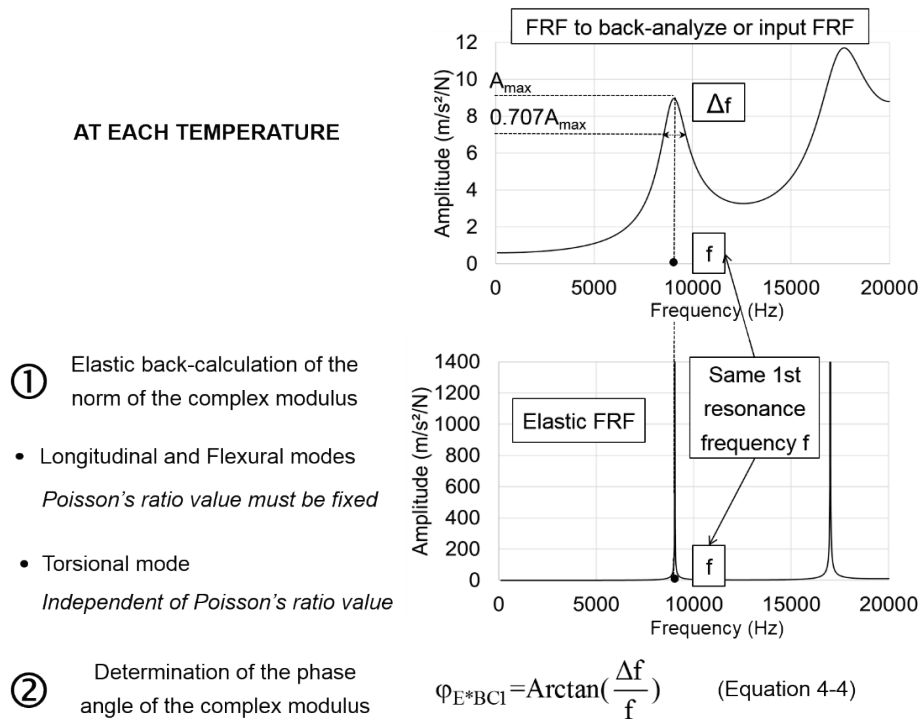 FRF to back-analyze or input FRF
AT EACH TEMPERATURE
Amplitude (m/s²/N)
12
10
8
6
4
2
0
Amax
0.707Amax
Δf
f
0 5000 10000 15000 20000
Frequency (Hz)
① Elastic back-calculation of the
norm of the complex modulus
• Longitudinal and Flexural modes
Poisson's ratio value must be fixed
• Torsional mode
Independent of Poisson's ratio value
Amplitude (m/s²/N)
1400
1200
1000
800
600
400
200
0
Elastic FRF
Same 1st
resonance
frequency f
f
0 5000 10000 15000 20000
Frequency (Hz)
② Determination of the phase
angle of the complex modulus
φE*BC1=Arctan(Δf/f) (Equation 4-4)